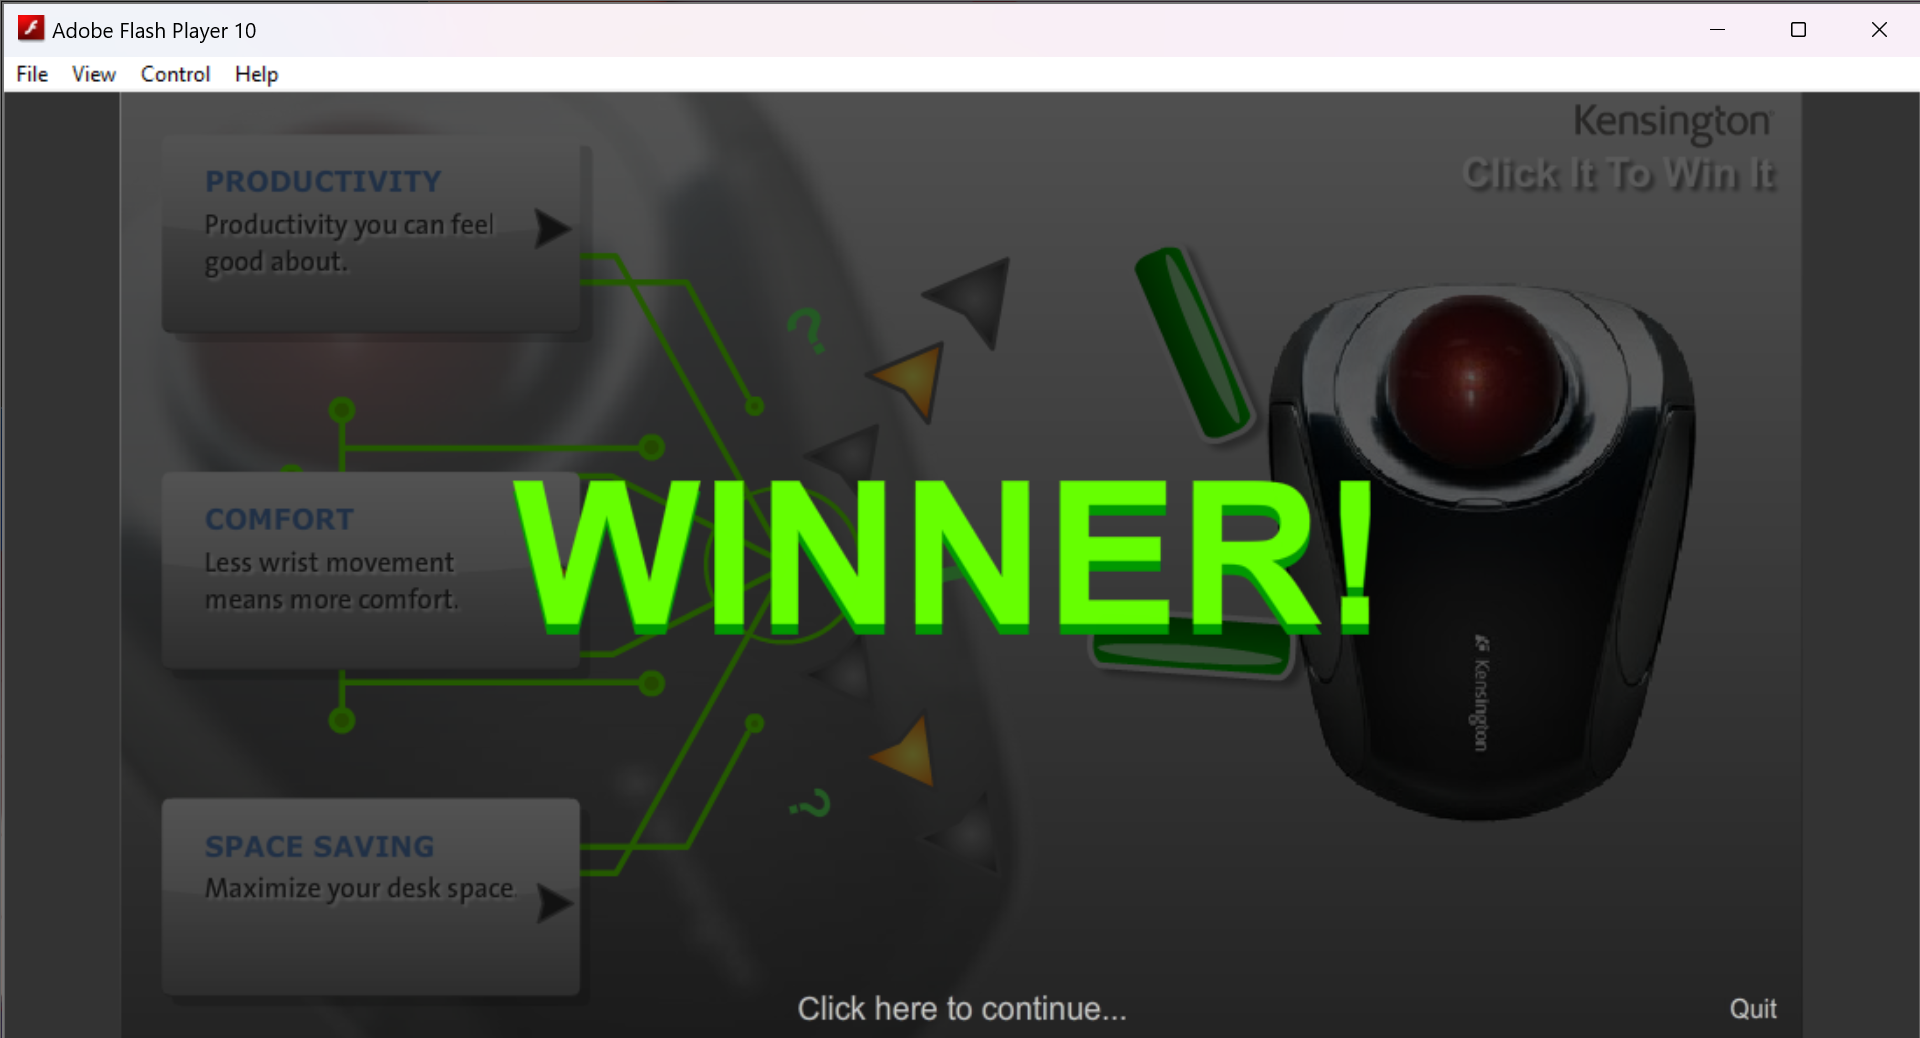 Adobe Flash Player 10
File View Control Help
Kensington
Click It To Win It
PRODUCTIVITY
Productivity you can feel
good about.
?
COMFORT
Less wrist movement
means more comfort.
WINNER!
Kensington
?
SPACE SAVING
Maximize your desk space.
Click here to continue...
Quit